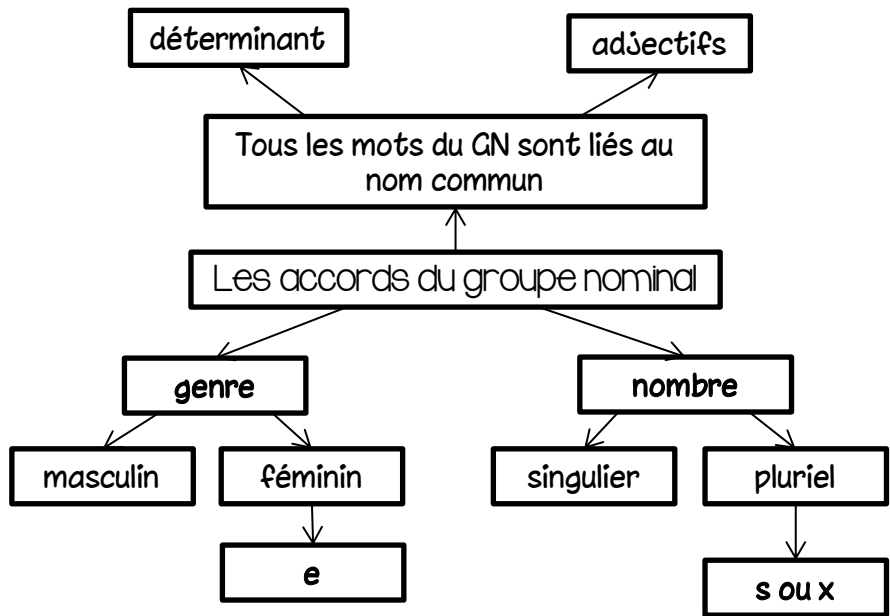 déterminant
adjectifs
Tous les mots du GN sont liés au
nom commun
Les accords du groupe nominal
genre
nombre
masculin
féminin
singulier
pluriel
e
s ou x